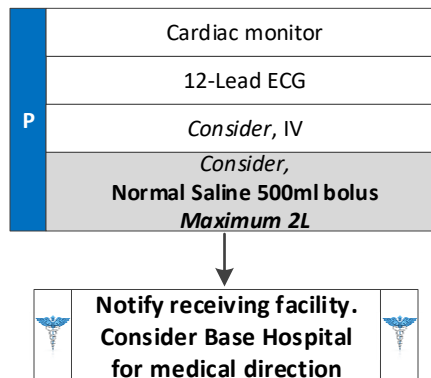 P
Cardiac monitor
12-Lead ECG
Consider, IV
Consider,
Normal Saline 500ml bolus
Maximum 2L
Notify receiving facility.
Consider Base Hospital
for medical direction